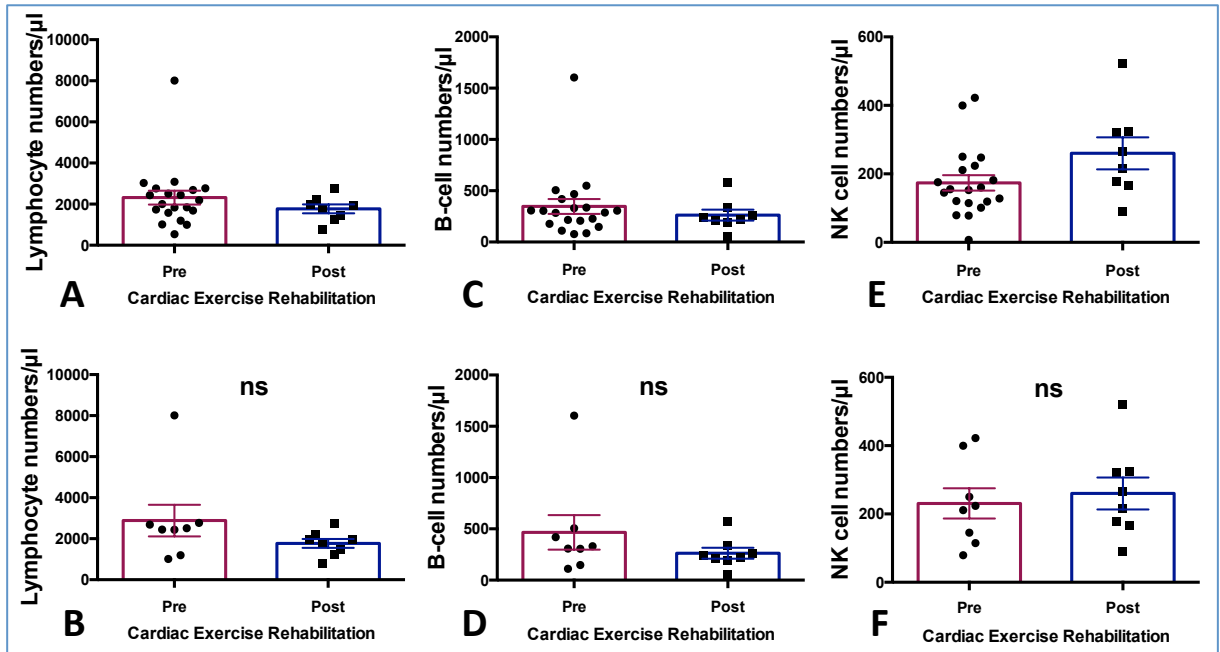 Lymphocyte numbers/µl
10000
8000
6000
4000
2000
0
Pre
Post
A
Cardiac Exercise Rehabilitation
B-cell numbers/µl
2000
1500
1000
500
0
Pre
Post
C
Cardiac Exercise Rehabilitation
NK cell numbers/µl
600
400
200
0
Pre
Post
E
Cardiac Exercise Rehabilitation
Lymphocyte numbers/µl
10000
8000
6000
4000
2000
0
ns
Pre
Post
B
Cardiac Exercise Rehabilitation
B-cell numbers/µl
2000
1500
1000
500
0
ns
Pre
Post
D
Cardiac Exercise Rehabilitation
NK cell numbers/µl
600
400
200
0
ns
Pre
Post
F
Cardiac Exercise Rehabilitation